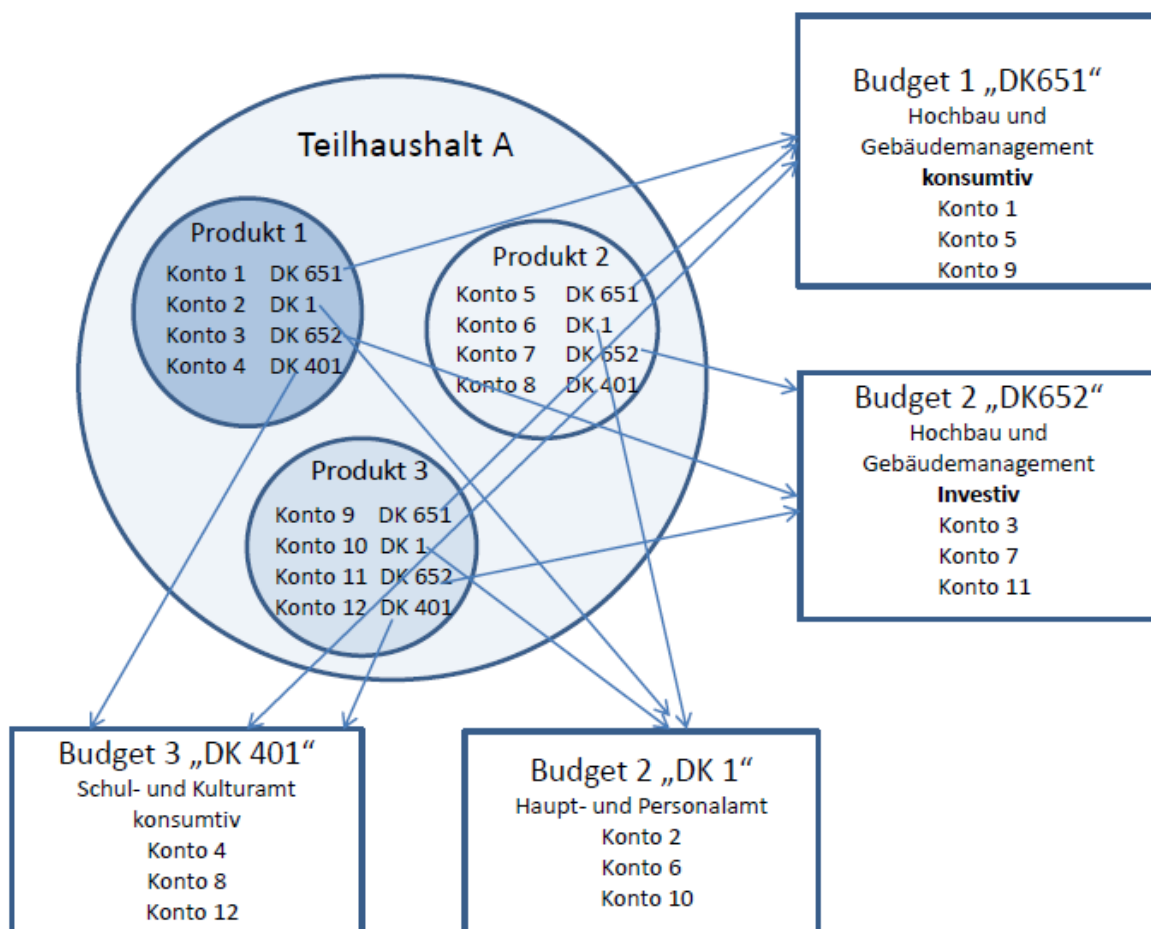 Teilhaushalt A
Produkt 1
Konto 1 DK 651
Konto 2 DK 1
Konto 3 DK 652
Konto 4 DK 401
Produkt 2
Konto 5 DK 651
Konto 6 DK 1
Konto 7 DK 652
Konto 8 DK 401
Produkt 3
Konto 9 DK 651
Konto 10 DK 1
Konto 11 DK 652
Konto 12 DK 401
Budget 1 „DK651“
Hochbau und
Gebäudemanagement
konsumtiv
Konto 1
Konto 5
Konto 9
Budget 2 „DK652“
Hochbau und
Gebäudemanagement
Investiv
Konto 3
Konto 7
Konto 11
Budget 3 „DK 401“
Schul- und Kulturamt
konsumtiv
Konto 4
Konto 8
Konto 12
Budget 2 „DK 1“
Haupt- und Personalamt
Konto 2
Konto 6
Konto 10